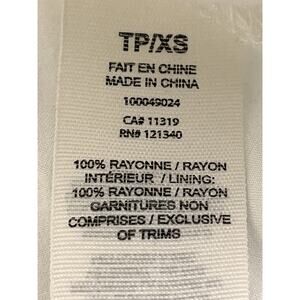 TP/XS
FAIT EN CHINE
MADE IN CHINA
100049024
CA# 11319
RN# 121340
100% RAYONNE / RAYON
INTÉRIEUR / LINING:
100% RAYONNE / RAYON
GARNITURES NON
COMPRISES / EXCLUSIVE
OF TRIMS